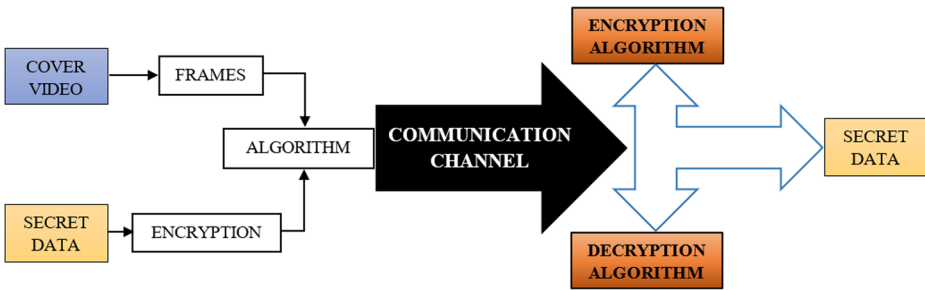 COVER
VIDEO
FRAMES
ALGORITHM
SECRET
DATA
ENCRYPTION
COMMUNICATION
CHANNEL
ENCRYPTION
ALGORITHM
DECRYPTION
ALGORITHM
SECRET
DATA